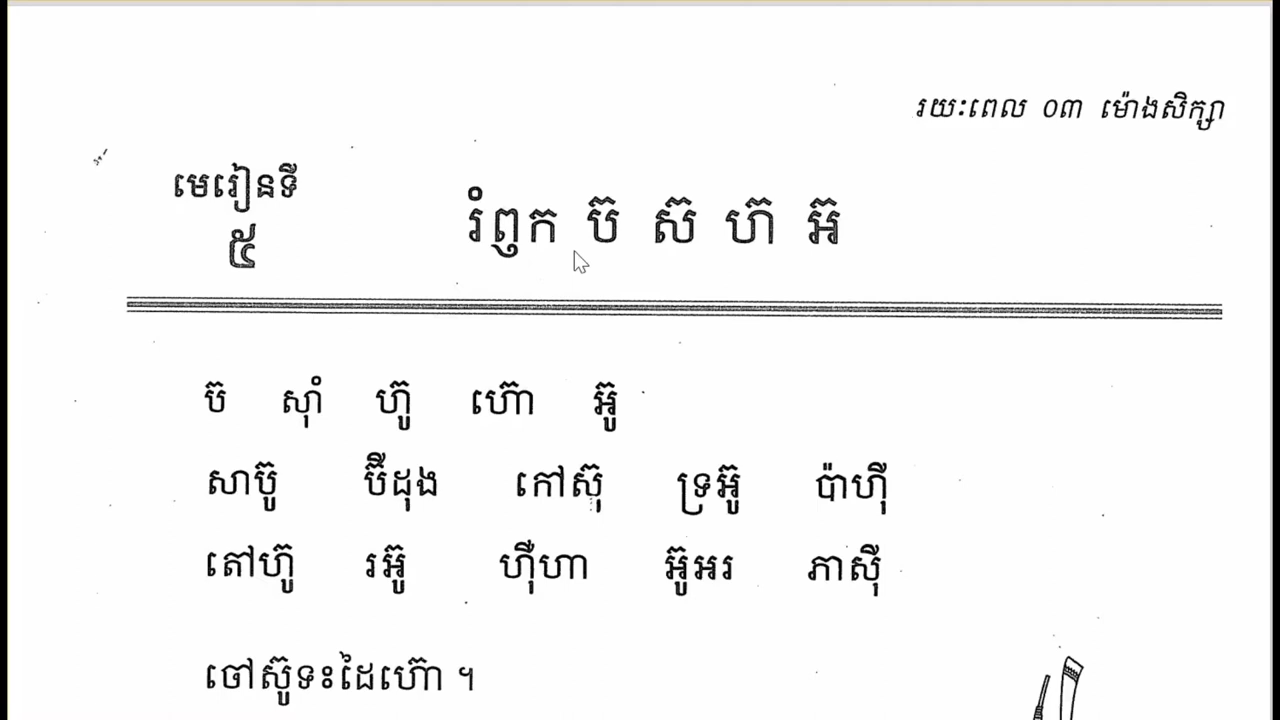 រយៈពេល ០៣ ម៉ោងសិក្សា
មេរៀនទី
៥
រំឭក ប៊ ស៊ ហ៊ អ៊
ប៊ ស៊ាំ ហ៊ូ ហ៊ោ អ៊ូ
សាប៊ូ ប៊ីដុង កៅស៊ុ ទ្រអ៊ូ ប៉ាហ៊ី
តៅហ៊ូ រអ៊ូ ហ៊ឺហា អ៊ូអរ ភាស៊ី
ចៅស៊ូទះដៃហ៊ោ ។